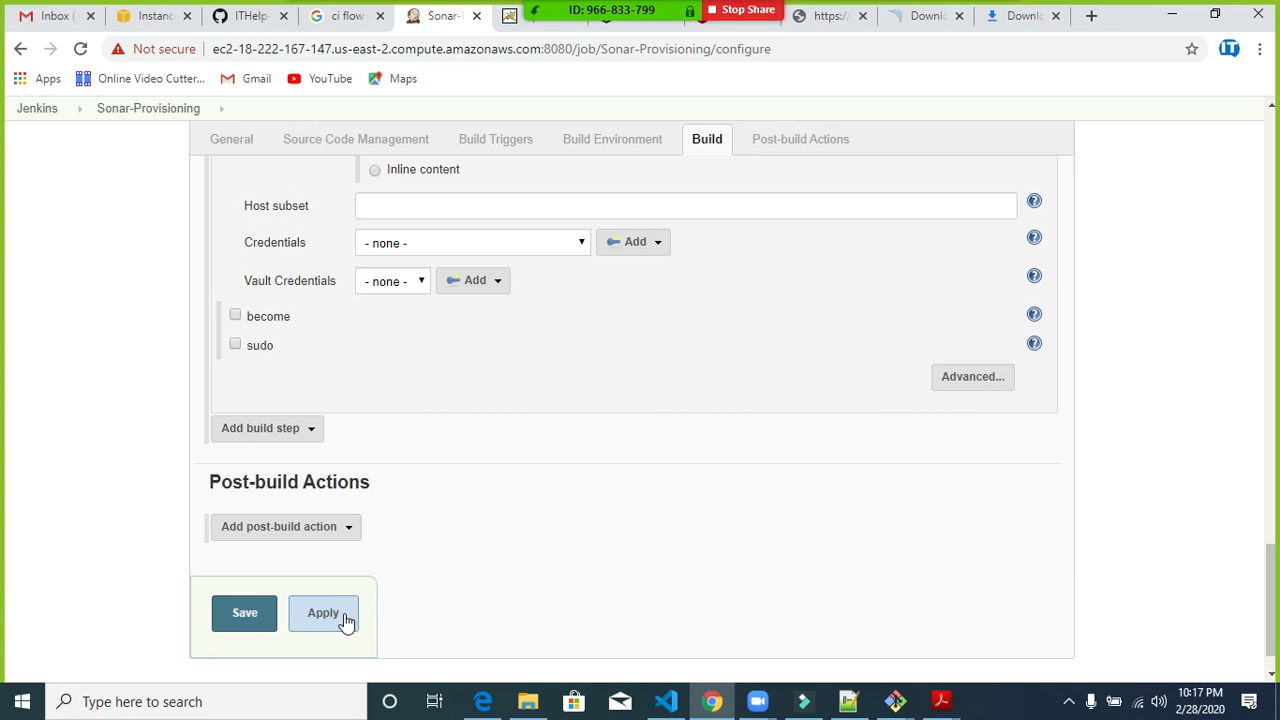 Inbox
Instanc
ITHelp-
ci flow
Sonar-
ID: 966-833-799
Stop Share
https:/
Downlo
Downlo
Not secure
ec2-18-222-167-147.us-east-2.compute.amazonaws.com:8080/job/Sonar-Provisioning/configure
Apps
Online Video Cutter...
Gmail
YouTube
Maps
Jenkins
Sonar-Provisioning
General
Source Code Management
Build Triggers
Build Environment
Build
Post-build Actions
Inline content
Host subset
Credentials
- none -
Add
Vault Credentials
- none -
Add
become
sudo
Advanced...
Add build step
Post-build Actions
Add post-build action
Save
Apply
Type here to search
10:17 PM
2/28/2020